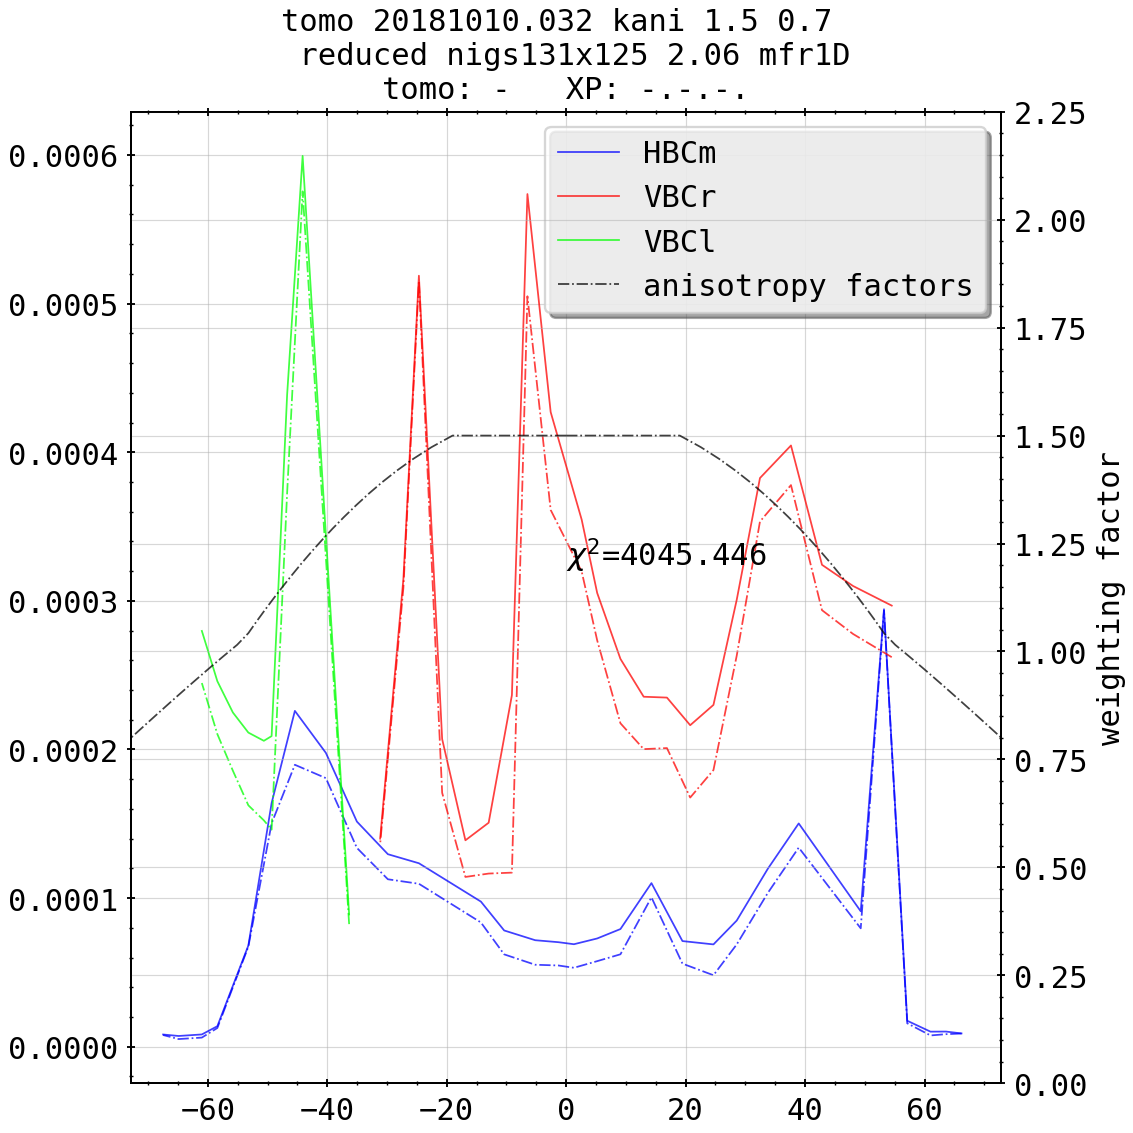 tomo 20181010.032 kani 1.5 0.7
reduced nigs131x125 2.06 mfr1D
tomo: -   XP: -.-.-.
HBCm
VBCr
VBCl
anisotropy factors
χ²=4045.446
0.0006
0.0005
0.0004
0.0003
0.0002
0.0001
0.0000
2.25
2.00
1.75
1.50
1.25
1.00
0.75
0.50
0.25
0.00
weighting factor
−60 −40 −20 0 20 40 60